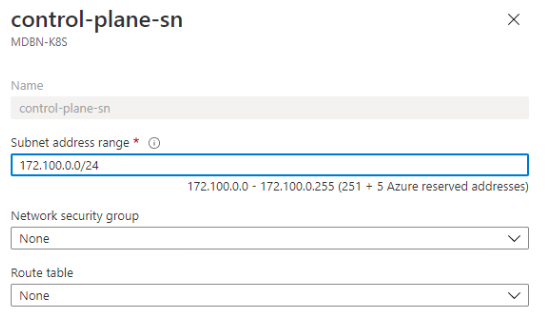 control-plane-sn
MDBN-K8S
Name
control-plane-sn
Subnet address range *
172.100.0.0/24
172.100.0.0 - 172.100.0.255 (251 + 5 Azure reserved addresses)
Network security group
None
Route table
None